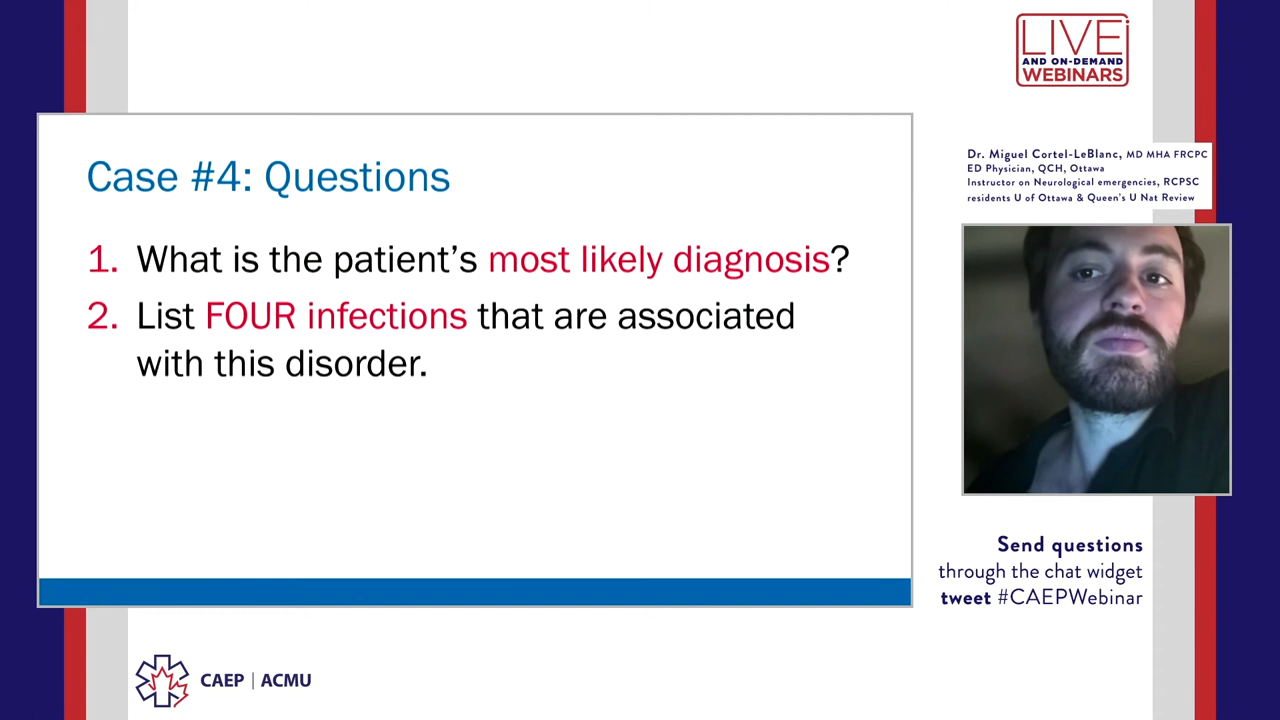 LIVE
AND ON-DEMAND
WEBINARS
Dr. Miguel Cortel-LeBlanc, MD MHA FRCPC
ED Physician, QCH, Ottawa
Instructor on Neurological emergencies, RCPSC
residents U of Ottawa & Queen's U Nat Review
Case #4: Questions
1. What is the patient’s most likely diagnosis?
2. List FOUR infections that are associated
with this disorder.
Send questions
through the chat widget
tweet #CAEPWebinar
CAEP | ACMU